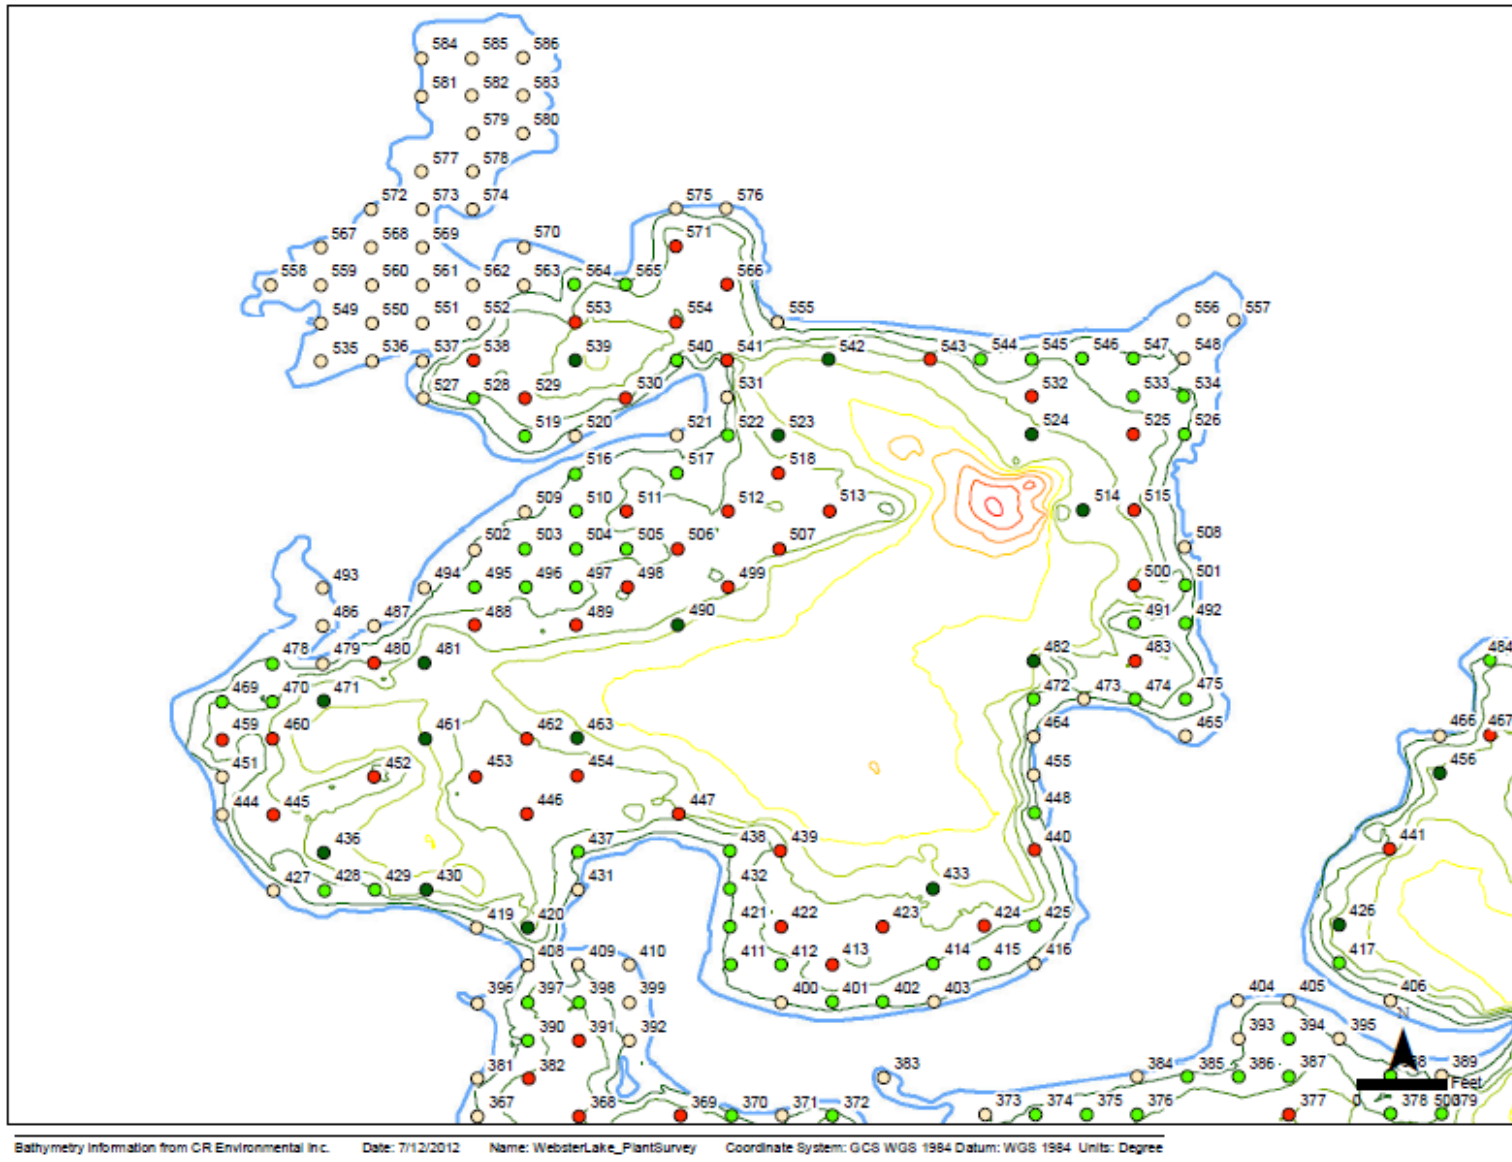 584 585 586
581 582 583
579 580
577 578
572 573 574 575 576
567 568 569 570 571
558 559 560 561 562 563 564 565 566
549 550 551 552 553 554 555 556 557
535 536 537 538 539 540 541 542 543 544 545 546 547 548
527 528 529 530 531 532 533 534
519 520 521 522 523 524 525 526
516 517 518
509 510 511 512 513 514 515
502 503 504 505 506 507 508
493 494 495 496 497 498 499 500 501
486 487 488 489 490 491 492
478 479 480 481 482 483 484
469 470 471 472 473 474 475
459 460 461 462 463 464 465 466 467
451 452 453 454 455 456
444 445 446 447 448
436 437 438 439 440 441
427 428 429 430 431 432 433
419 420 421 422 423 424 425 426
408 409 410 411 412 413 414 415 416 417
396 397 398 399 400 401 402 403 404 405 406
N
390 391 392 393 394 395
381 382 383 384 385 386 387 389
Feet
367 368 369 370 371 372 373 374 375 376 377 378 379
0
Bathymetry Information from CR Environmental Inc. Date: 7/12/2012 Name: WebsterLake_PlantSurvey Coordinate System: GCS WGS 1984 Datum: WGS 1984 Units: Degree